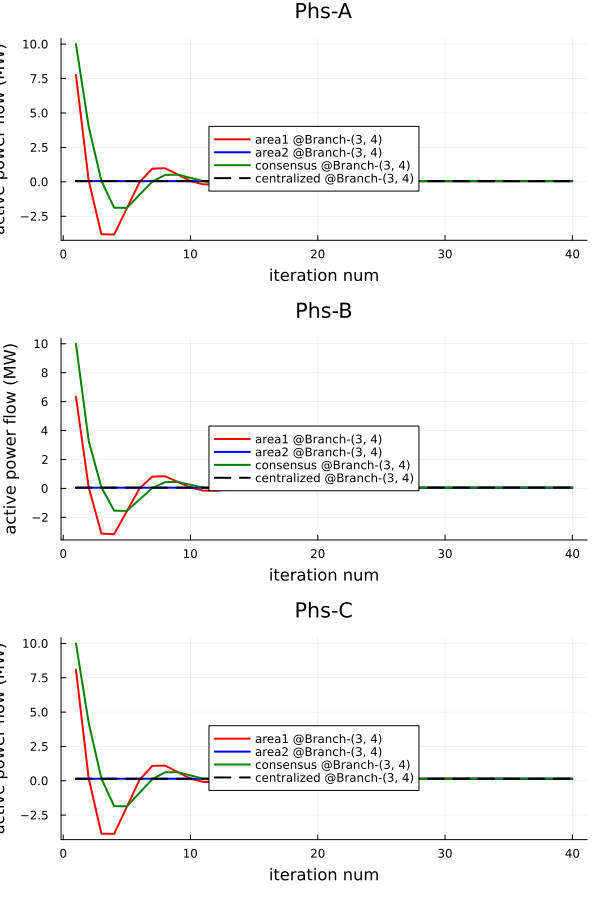 Phs-A
active power flow (MW)
10.0
7.5
5.0
2.5
0.0
−2.5
area1 @Branch-(3, 4)
area2 @Branch-(3, 4)
consensus @Branch-(3, 4)
centralized @Branch-(3, 4)
0 10 20 30 40
iteration num
Phs-B
active power flow (MW)
10
8
6
4
2
0
−2
area1 @Branch-(3, 4)
area2 @Branch-(3, 4)
consensus @Branch-(3, 4)
centralized @Branch-(3, 4)
0 10 20 30 40
iteration num
Phs-C
active power flow (MW)
10.0
7.5
5.0
2.5
0.0
−2.5
area1 @Branch-(3, 4)
area2 @Branch-(3, 4)
consensus @Branch-(3, 4)
centralized @Branch-(3, 4)
0 10 20 30 40
iteration num